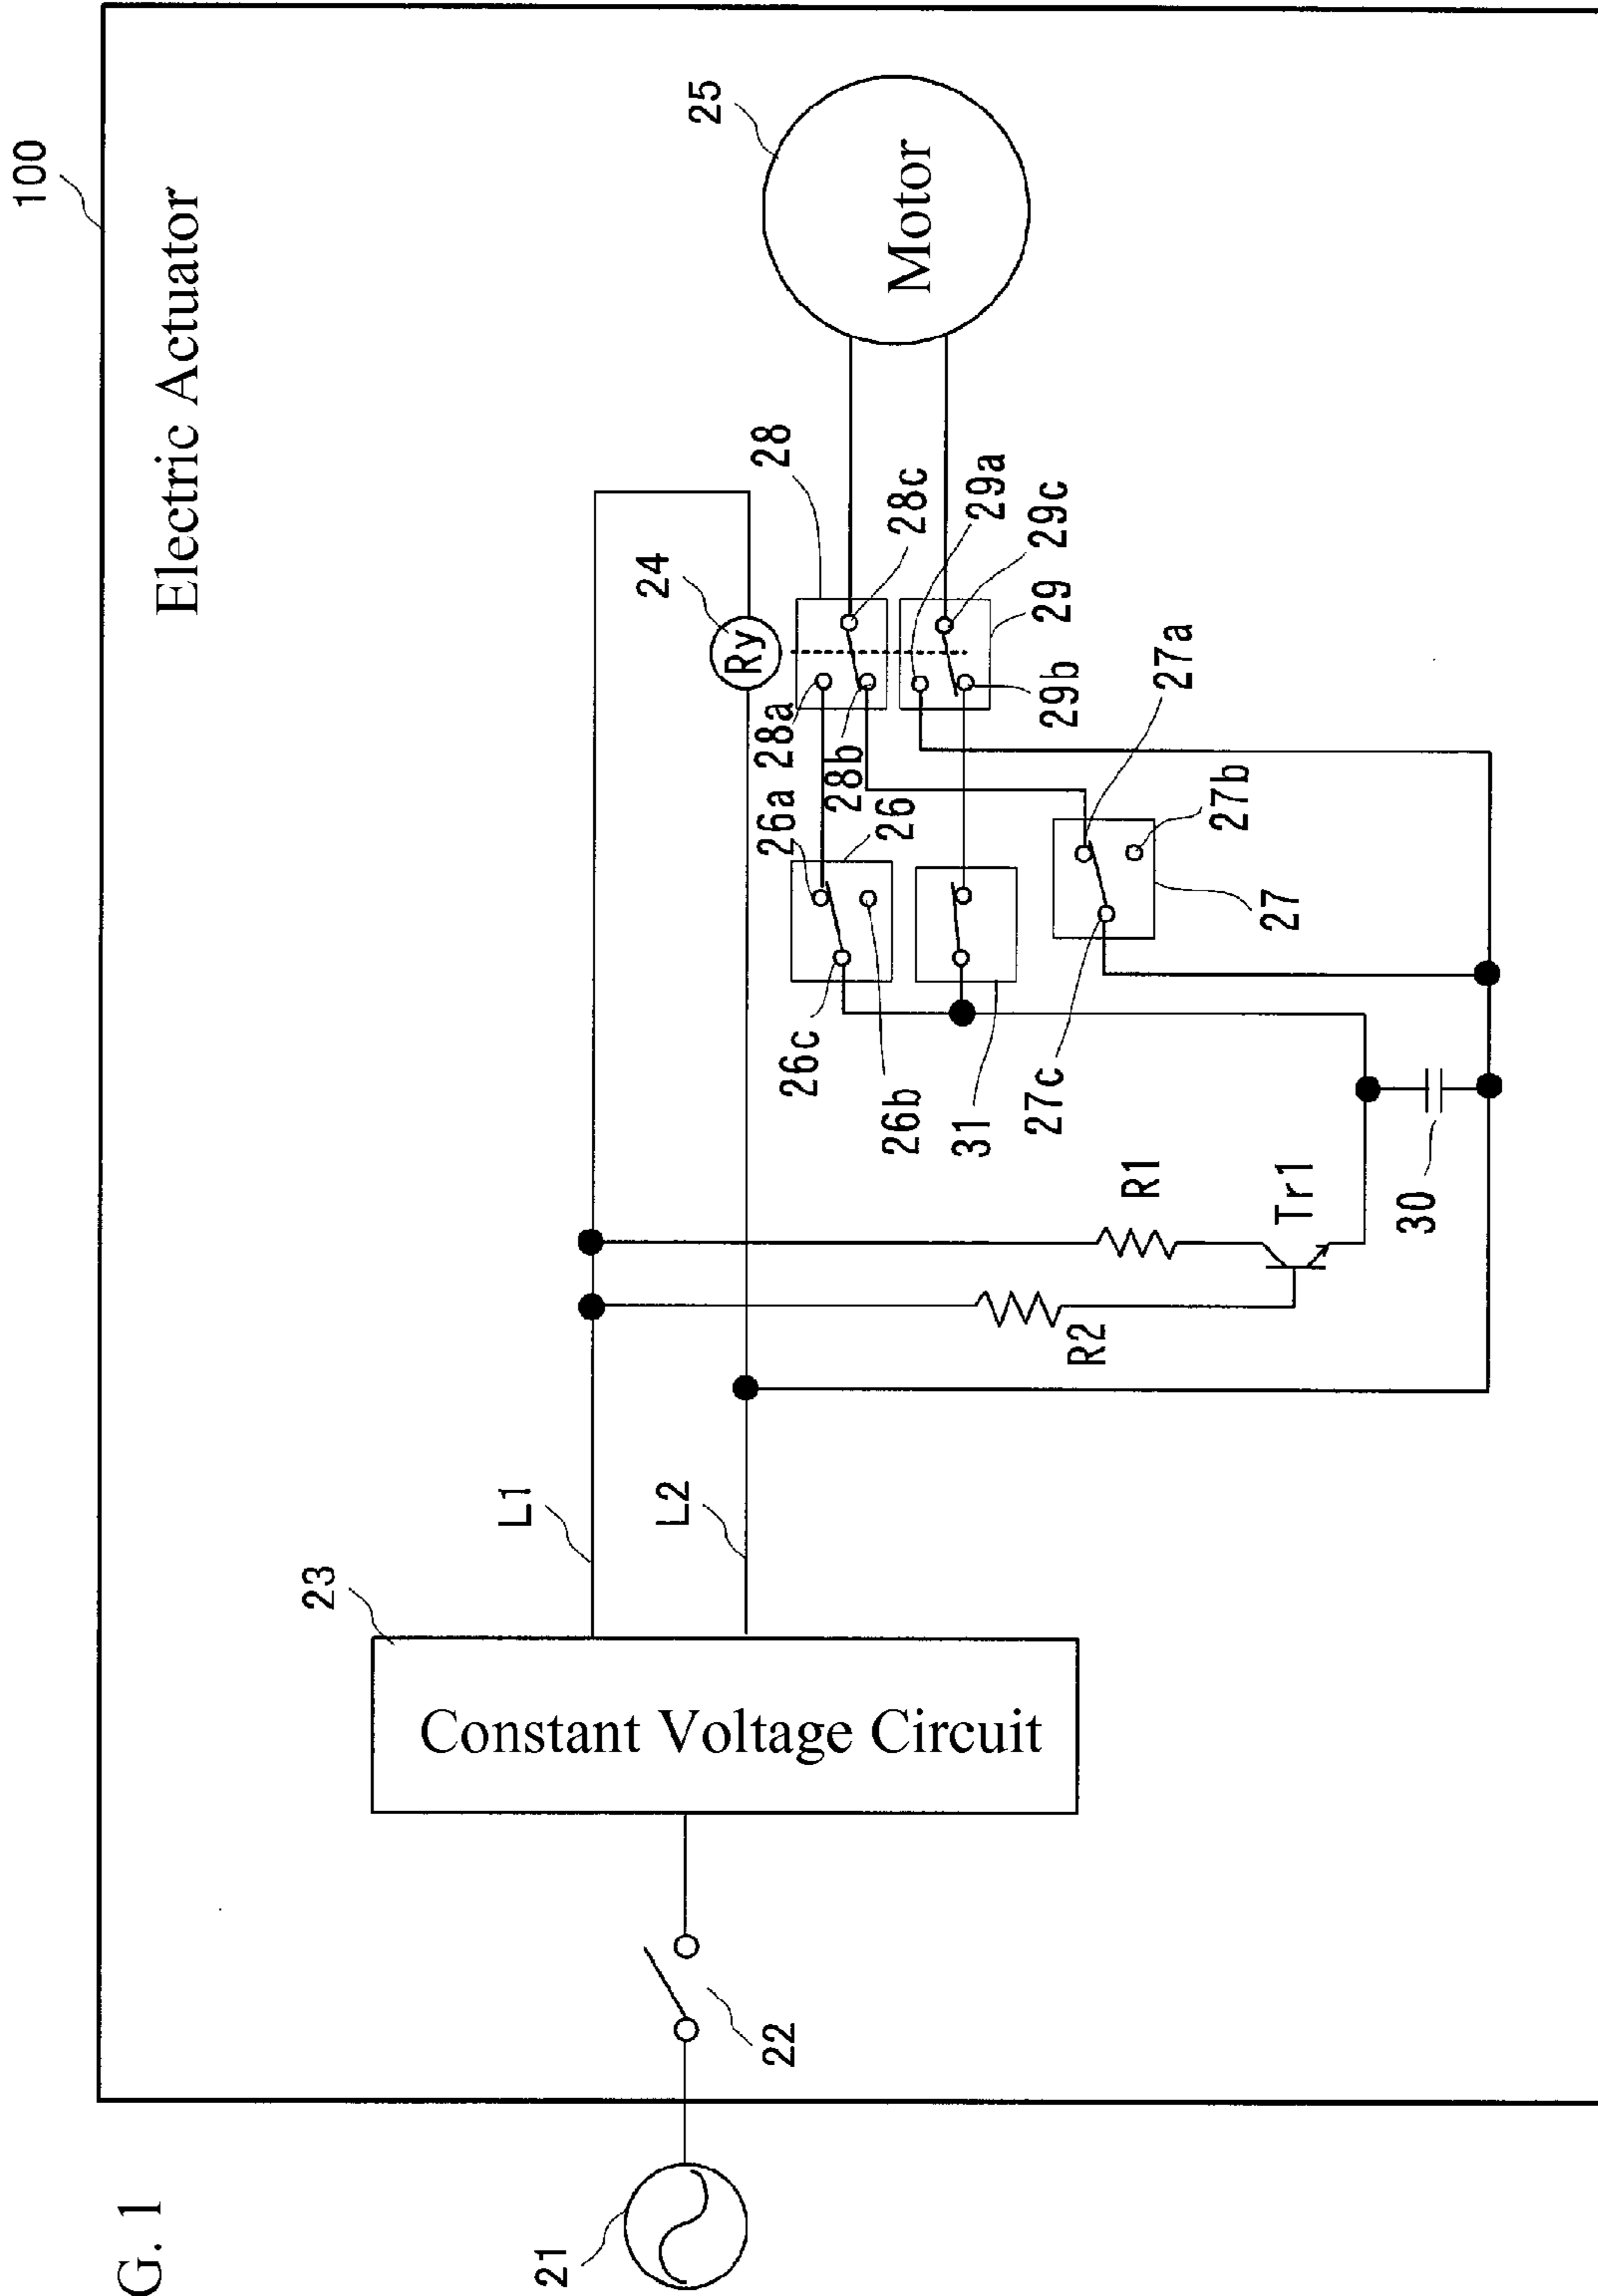 G. 1
100
Electric Actuator
21
22
23
Constant Voltage Circuit
L1
L2
24
Ry
25
Motor
28
28a
28b
28c
29
29a
29b
29c
26
26a
26b
26c
31
27
27a
27b
27c
R1
R2
Tr1
30